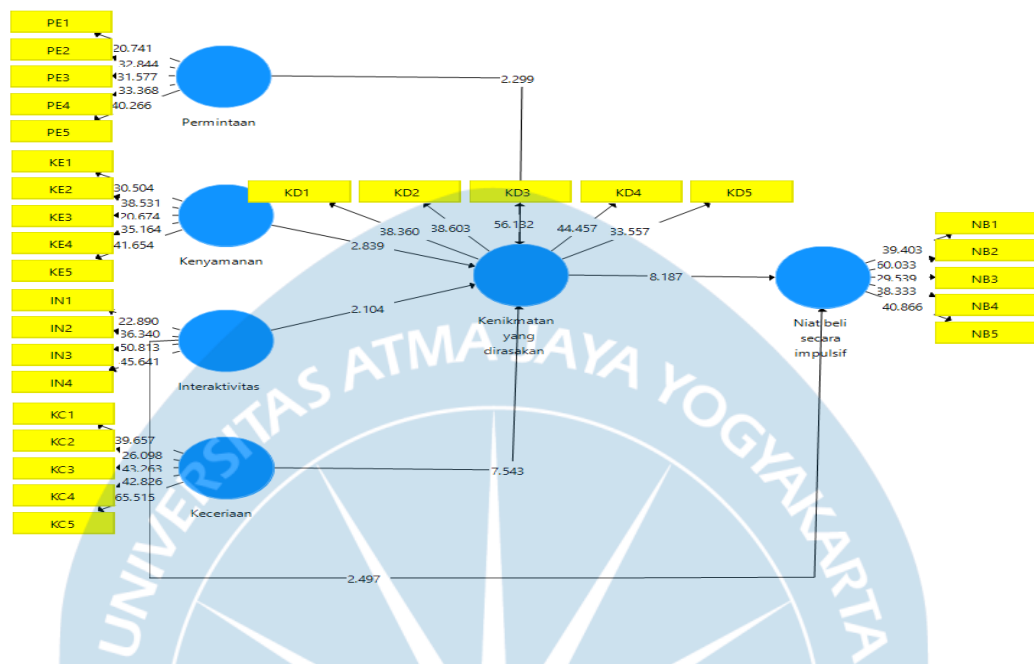 PE1
PE2
PE3
PE4
PE5
20.741
32.844
31.577
33.368
40.266
Permintaan
2.299
KE1
KE2
KE3
KE4
KE5
30.504
38.531
20.674
35.164
41.654
Kenyamanan
2.839
KD1
KD2
KD3
KD4
KD5
38.360
38.603
56.132
44.457
33.557
Kenikmatan
yang
dirasakan
8.187
NB1
NB2
NB3
NB4
NB5
39.403
60.033
29.539
38.333
40.866
Niat beli
secara
impulsif
IN1
IN2
IN3
IN4
22.890
36.340
50.813
45.641
Interaktivitas
2.104
KC1
KC2
KC3
KC4
KC5
39.657
26.098
43.263
42.826
65.515
Keceriaan
7.543
2.497
UNIVERSITAS ATMA JAYA YOGYAKARTA